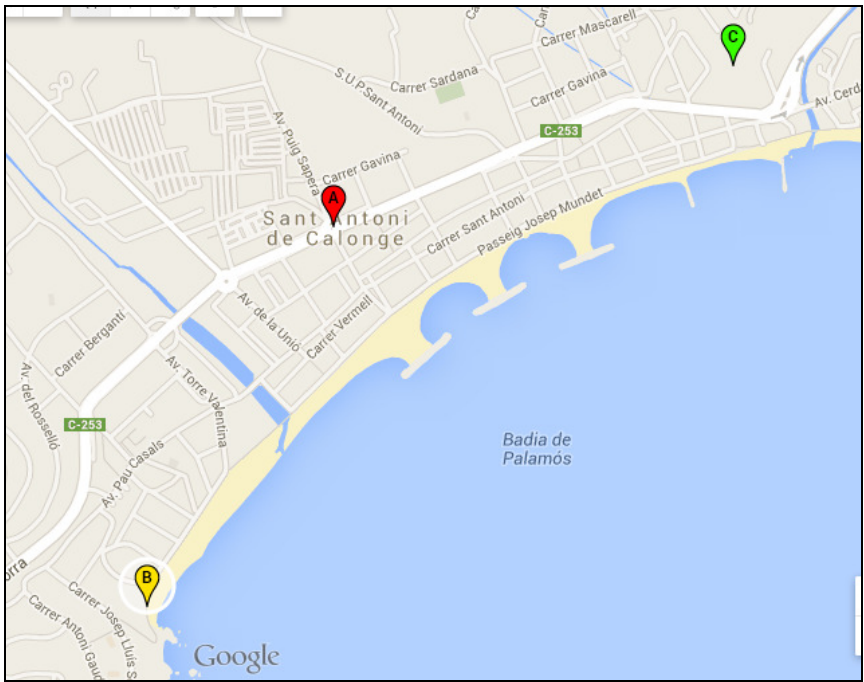 Carrer Mascarell
C
S.U.P.Sant Antoni
Carrer Sardana
Carrer Gavina
Av. Cerd
C-253
Av. Puig Sapera
Carrer Gavina
A
Sant Antoni
de Calonge
Carrer Sant Antoni
Passeig Josep Mundet
Av. de la Unió
Carrer Vermell
Carrer Bergantí
Av. Torre Valentina
Av. del Rosselló
C-253
Av. Pau Casals
Badia de
Palamós
orra
B
Carrer Josep Lluís S
Carrer Antoni Gaud
Google